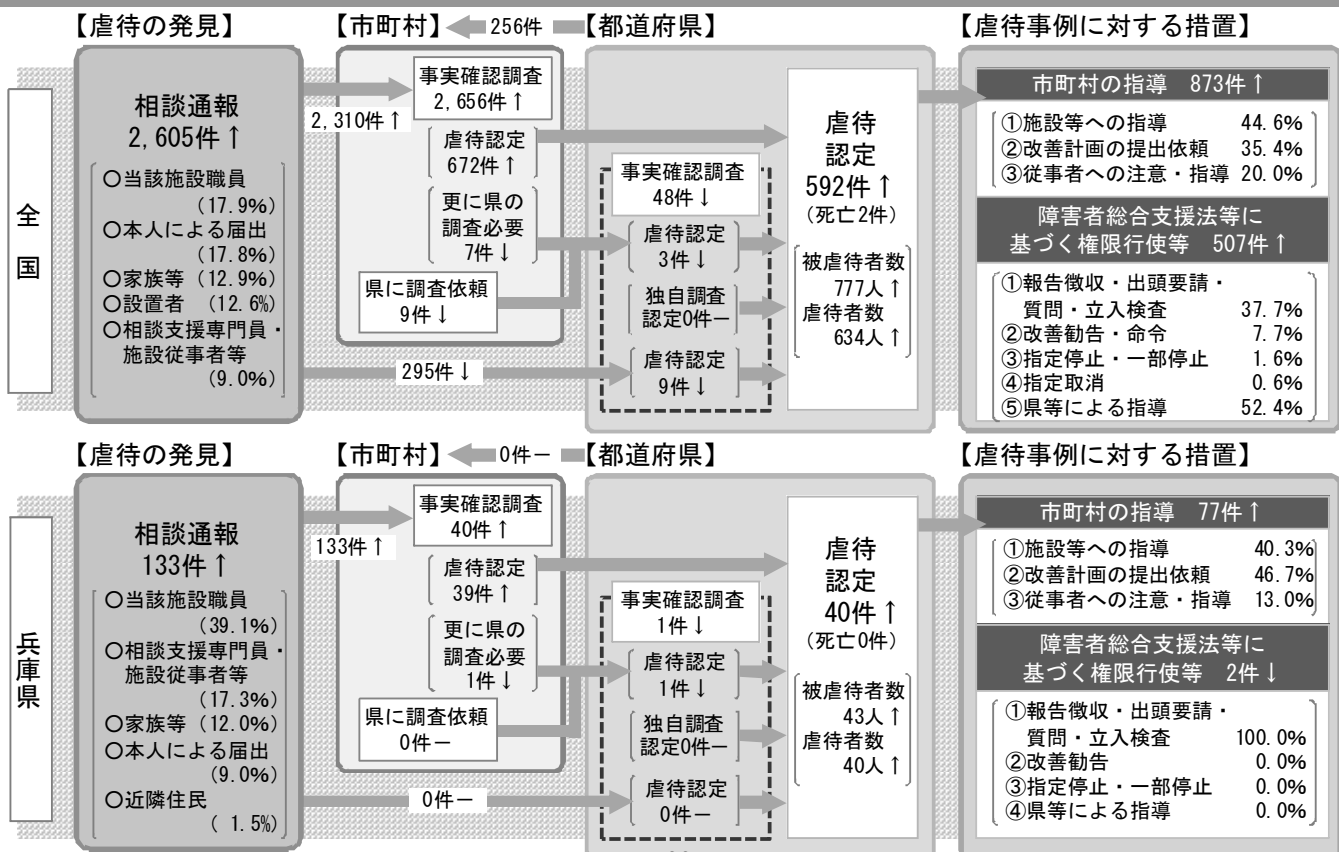 【虐待の発見】
【市町村】
256件
【都道府県】
【虐待事例に対する措置】
全
国
相談通報
2,605件↑
○当該施設職員
(17.9%)
○本人による届出
(17.8%)
○家族等(12.9%)
○設置者 (12.6%)
○相談支援専門員・
施設従事者等
(9.0%)
2,310件↑
295件↓
事実確認調査
2,656件↑
虐待認定
672件↑
更に県の
調査必要
7件↓
県に調査依頼
9件↓
事実確認調査
48件↓
虐待認定
3件↓
独自調査
認定0件－
虐待認定
9件↓
虐待
認定
592件↑
(死亡2件)
被虐待者数
777人↑
虐待者数
634人↑
市町村の指導 873件↑
①施設等への指導 44.6%
②改善計画の提出依頼 35.4%
③従事者への注意・指導 20.0%
障害者総合支援法等に
基づく権限行使等 507件↑
①報告徴収・出頭要請・
質問・立入検査 37.7%
②改善勧告・命令 7.7%
③指定停止・一部停止 1.6%
④指定取消 0.6%
⑤県等による指導 52.4%
【虐待の発見】
【市町村】
0件－
【都道府県】
【虐待事例に対する措置】
兵
庫
県
相談通報
133件↑
○当該施設職員
(39.1%)
○相談支援専門員・
施設従事者等
(17.3%)
○家族等(12.0%)
○本人による届出
(9.0%)
○近隣住民
( 1.5%)
133件↑
0件－
事実確認調査
40件↑
虐待認定
39件↑
更に県の
調査必要
1件↓
県に調査依頼
0件－
事実確認調査
1件↓
虐待認定
1件↓
独自調査
認定0件－
虐待認定
0件－
虐待
認定
40件↑
(死亡0件)
被虐待者数
43人↑
虐待者数
40人↑
市町村の指導 77件↑
①施設等への指導 40.3%
②改善計画の提出依頼 46.7%
③従事者への注意・指導 13.0%
障害者総合支援法等に
基づく権限行使等 2件↓
①報告徴収・出頭要請・
質問・立入検査 100.0%
②改善勧告 0.0%
③指定停止・一部停止 0.0%
④県等による指導 0.0%